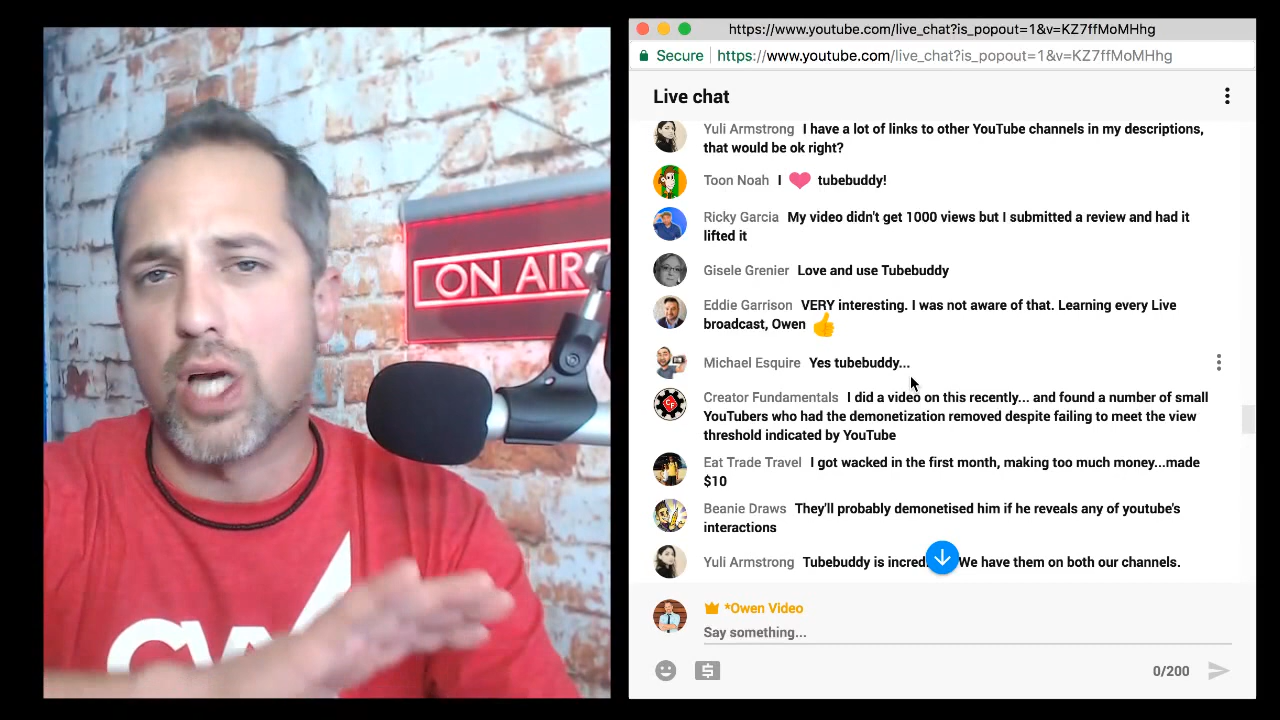 ON AIR
CW
https://www.youtube.com/live_chat?is_popout=1&v=KZ7ffMoMHhg
Secure https://www.youtube.com/live_chat?is_popout=1&v=KZ7ffMoMHhg
Live chat
Yuli Armstrong I have a lot of links to other YouTube channels in my descriptions,
that would be ok right?
Toon Noah I ❤ tubebuddy!
Ricky Garcia My video didn't get 1000 views but I submitted a review and had it
lifted it
Gisele Grenier Love and use Tubebuddy
Eddie Garrison VERY interesting. I was not aware of that. Learning every Live
broadcast, Owen 👍
Michael Esquire Yes tubebuddy...
Creator Fundamentals I did a video on this recently... and found a number of small
YouTubers who had the demonetization removed despite failing to meet the view
threshold indicated by YouTube
Eat Trade Travel I got wacked in the first month, making too much money...made
$10
Beanie Draws They'll probably demonetised him if he reveals any of youtube's
interactions
Yuli Armstrong Tubebuddy is We have them on both our channels.
*Owen Video
Say something...
0/200